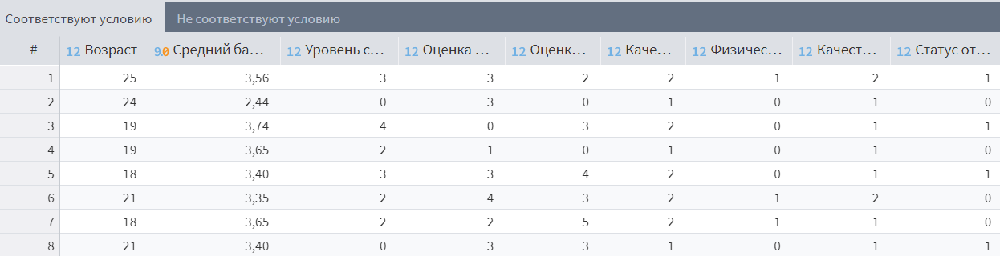 Соответствуют условию Не соответствуют условию
# 12 Возраст 9.0 Средний ба... 12 Уровень с... 12 Оценка ... 12 Оценк... 12 Каче... 12 Физичес... 12 Качест... 12 Статус от...
1 25 3,56 3 3 2 2 1 2 1
2 24 2,44 0 3 0 1 0 1 0
3 19 3,74 4 0 3 2 0 1 1
4 19 3,65 2 1 0 1 0 1 0
5 18 3,40 3 3 4 2 0 1 1
6 21 3,35 2 4 3 2 1 2 0
7 18 3,65 2 2 5 2 1 1 0
8 21 3,40 0 3 3 1 0 1 1